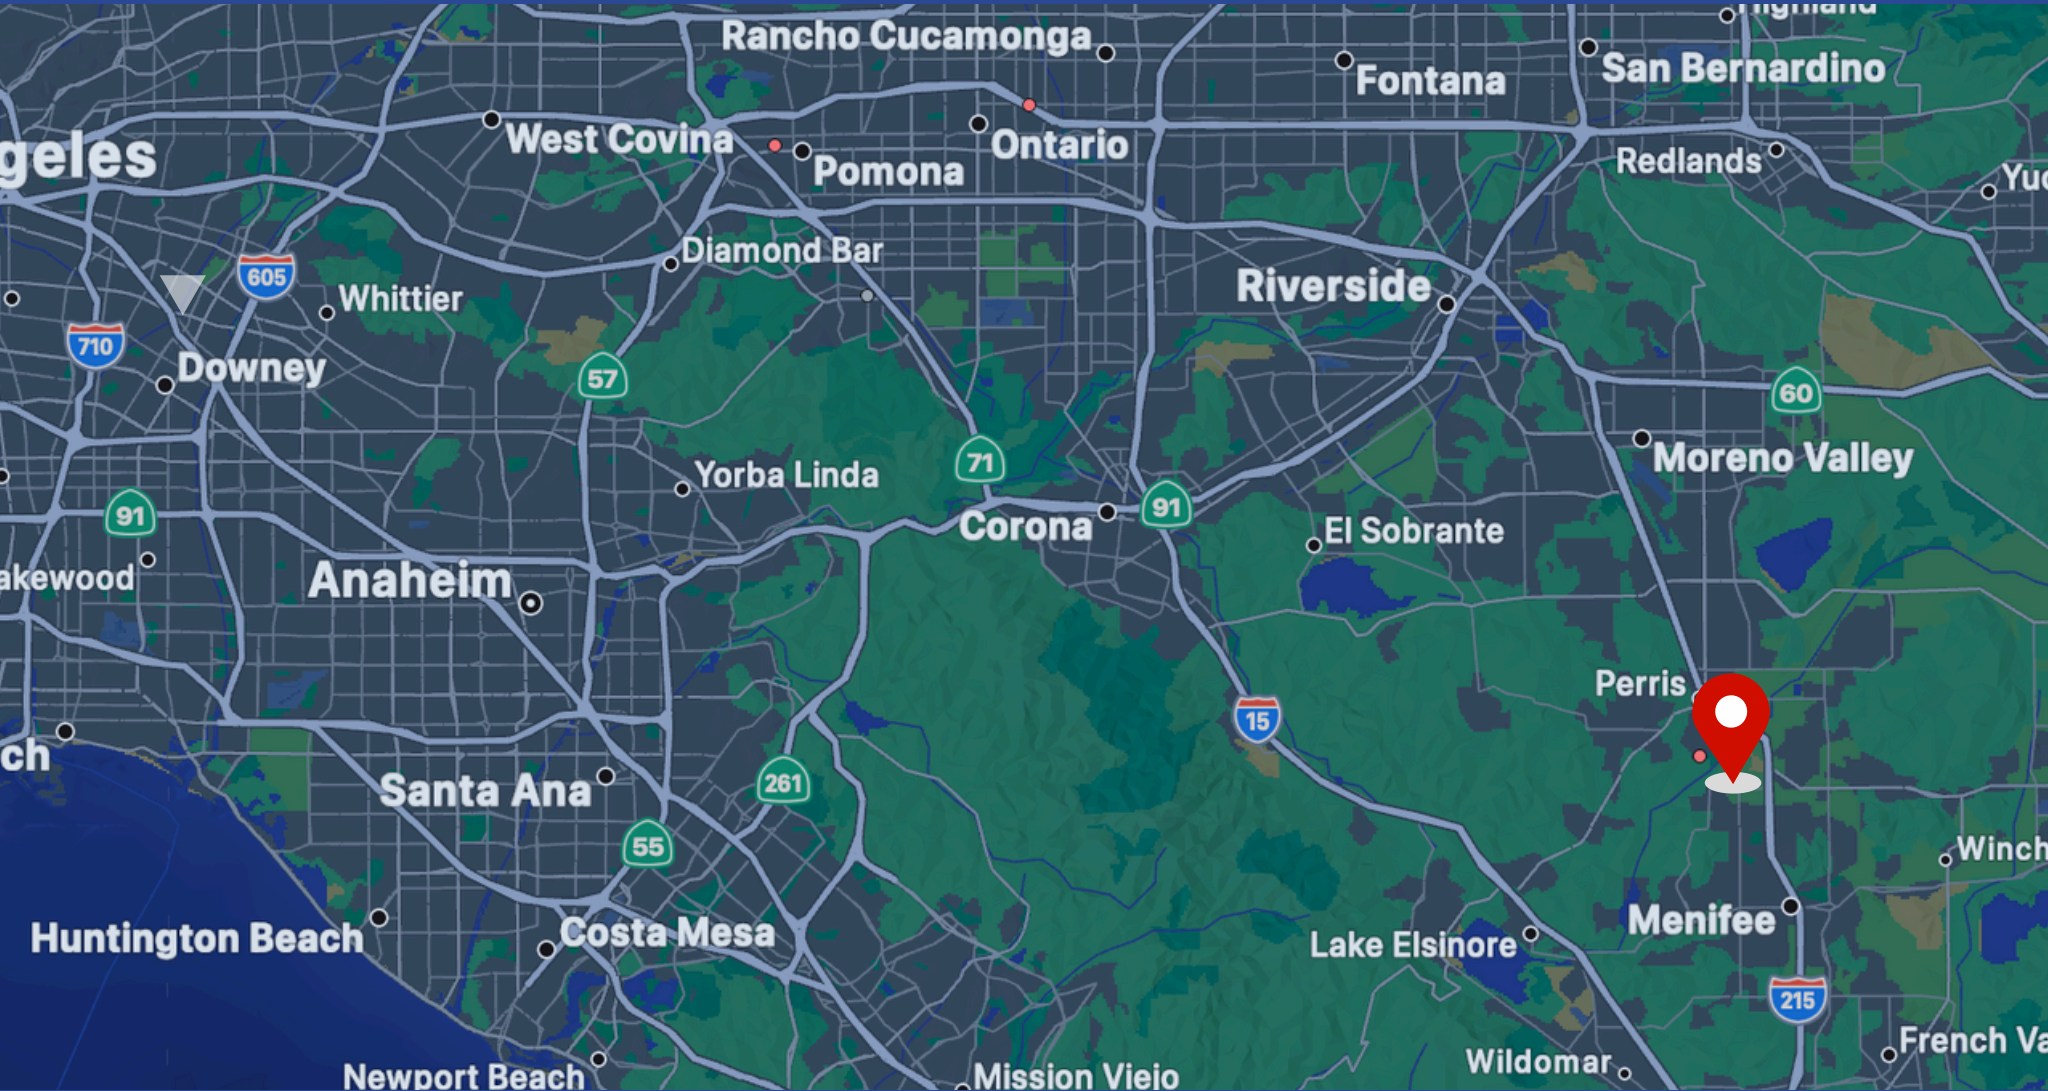 Highland
Rancho Cucamonga
Fontana
San Bernardino
West Covina
Ontario
geles
Pomona
Redlands
Yuc
Diamond Bar
605
Whittier
Riverside
710
Downey
57
60
71
Yorba Linda
Moreno Valley
91
91
Corona
El Sobrante
akewood
Anaheim
Perris
15
ch
Santa Ana
261
55
Winch
Huntington Beach
Costa Mesa
Lake Elsinore
Menifee
215
French Va
Newport Beach
Mission Viejo
Wildomar